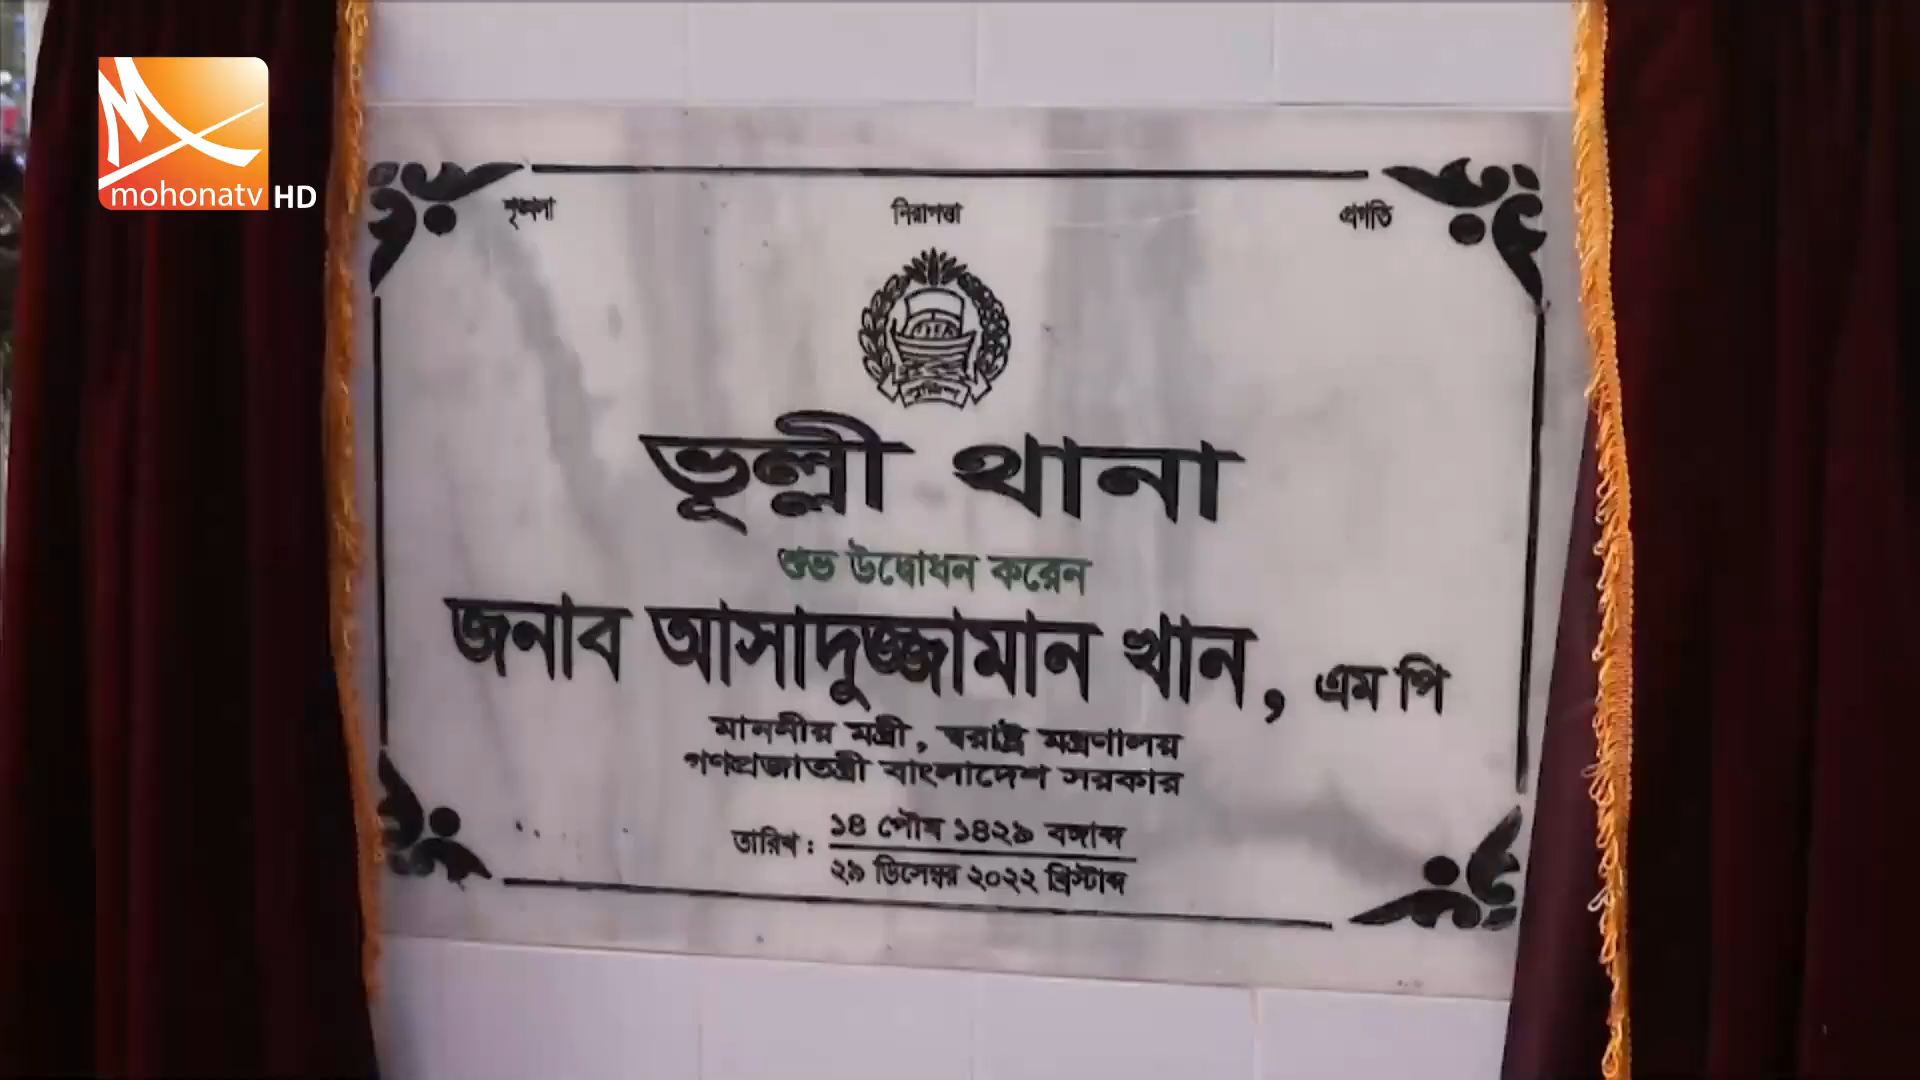 mohonatv HD
শৃঙ্খলা নিরাপত্তা প্রগতি
পুলিশ
ভূল্লী থানা
শুভ উদ্বোধন করেন
জনাব আসাদুজ্জামান খান, এম পি
মাননীয় মন্ত্রী, স্বরাষ্ট্র মন্ত্রণালয়
গণপ্রজাতন্ত্রী বাংলাদেশ সরকার
তারিখ : ১৪ পৌষ ১৪২৯ বঙ্গাব্দ
২৯ ডিসেম্বর ২০২২ খ্রিস্টাব্দ